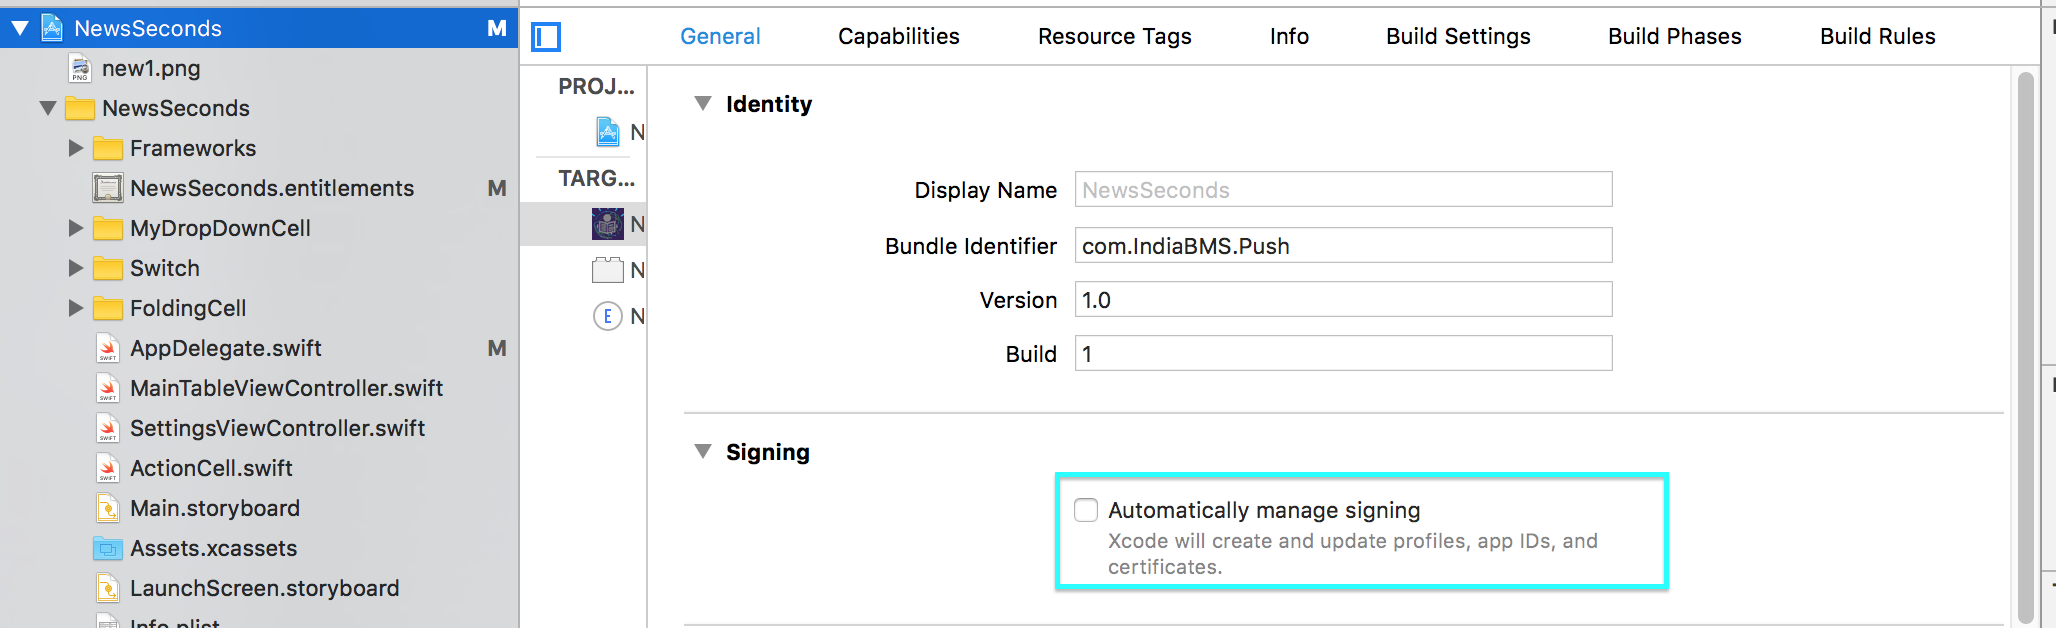 NewsSeconds M
new1.png
NewsSeconds
Frameworks
NewsSeconds.entitlements M
MyDropDownCell
Switch
FoldingCell
AppDelegate.swift M
MainTableViewController.swift
SettingsViewController.swift
ActionCell.swift
Main.storyboard
Assets.xcassets
LaunchScreen.storyboard
Info.plist
General Capabilities Resource Tags Info Build Settings Build Phases Build Rules
PROJ...
N
TARG...
N
N
E N
Identity
Display Name NewsSeconds
Bundle Identifier com.IndiaBMS.Push
Version 1.0
Build 1
Signing
Automatically manage signing
Xcode will create and update profiles, app IDs, and
certificates.